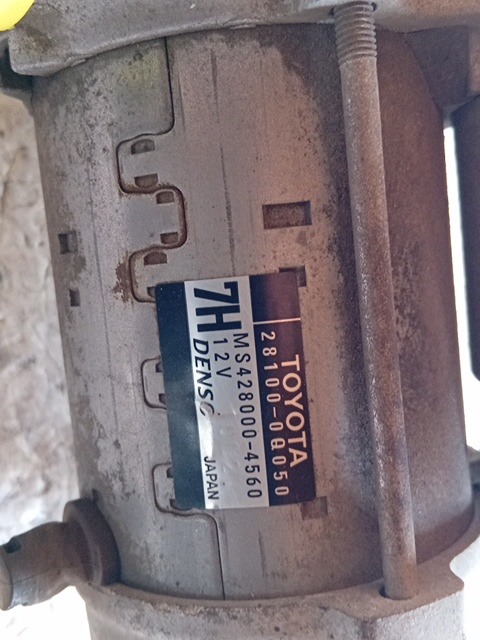 TOYOTA
28100-0Q050
MS428000-4560
7H 12V
DENSO JAPAN